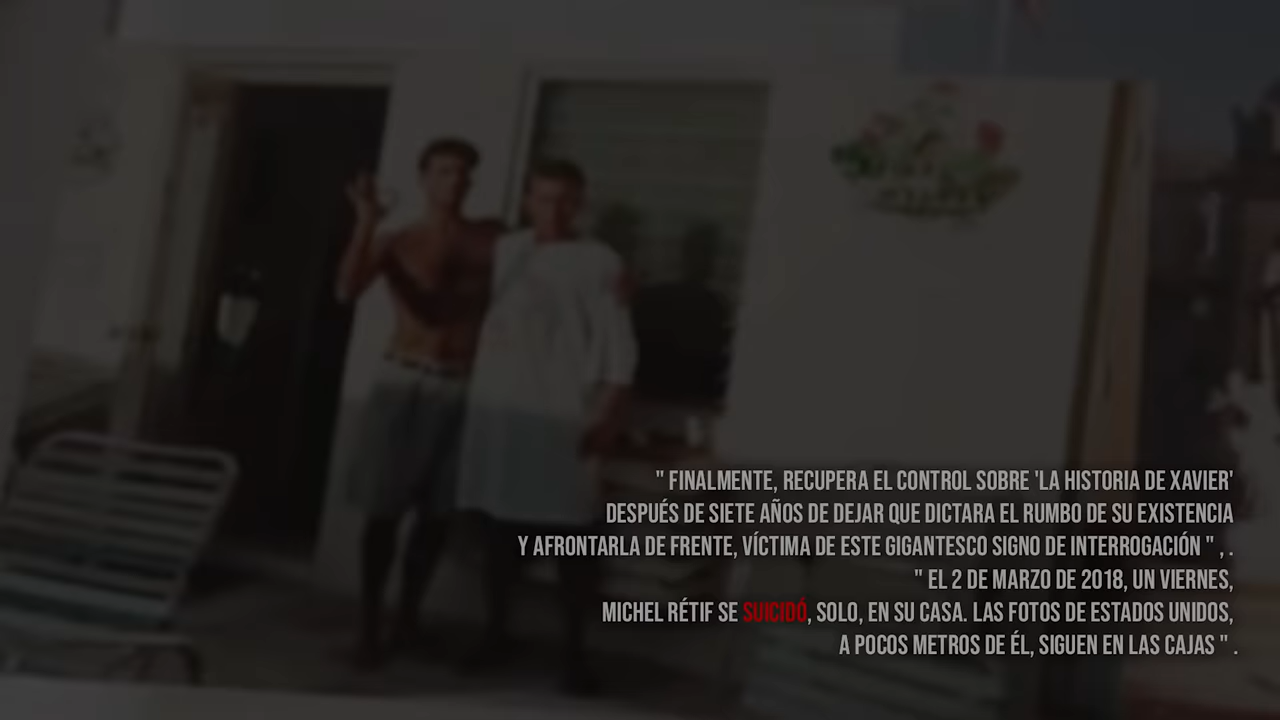 " FINALMENTE, RECUPERA EL CONTROL SOBRE 'LA HISTORIA DE XAVIER'
DESPUÉS DE SIETE AÑOS DE DEJAR QUE DICTARA EL RUMBO DE SU EXISTENCIA
Y AFRONTARLA DE FRENTE, VÍCTIMA DE ESTE GIGANTESCO SIGNO DE INTERROGACIÓN " , .
" EL 2 DE MARZO DE 2018, UN VIERNES,
MICHEL RÉTIF SE SUICIDÓ, SOLO, EN SU CASA. LAS FOTOS DE ESTADOS UNIDOS,
A POCOS METROS DE ÉL, SIGUEN EN LAS CAJAS " .